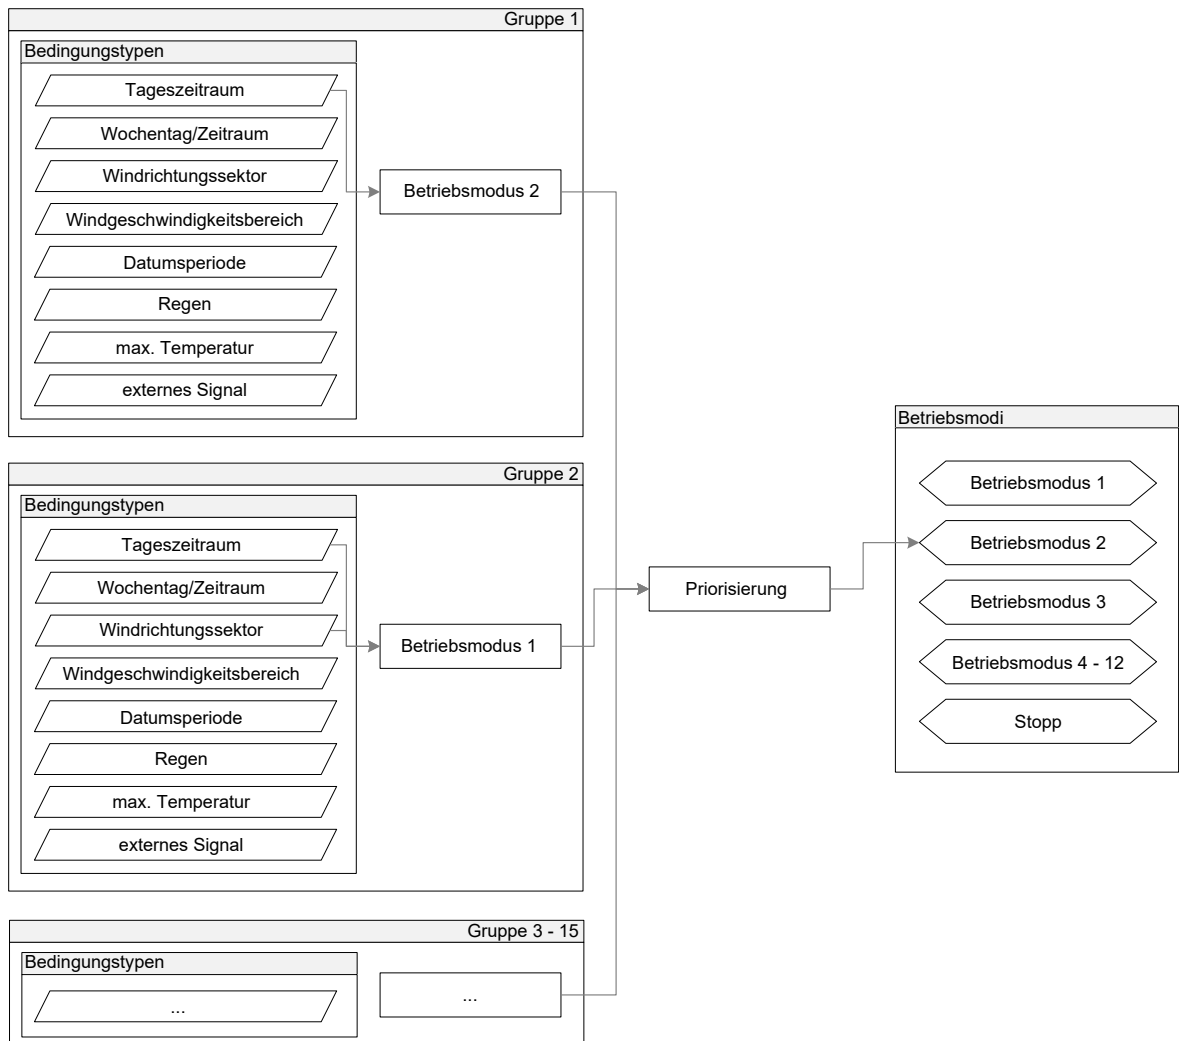 Gruppe 1
Bedingungstypen
Tageszeitraum
Wochentag/Zeitraum
Windrichtungssektor
Windgeschwindigkeitsbereich
Datumsperiode
Regen
max. Temperatur
externes Signal
Betriebsmodus 2
Gruppe 2
Bedingungstypen
Tageszeitraum
Wochentag/Zeitraum
Windrichtungssektor
Windgeschwindigkeitsbereich
Datumsperiode
Regen
max. Temperatur
externes Signal
Betriebsmodus 1
Gruppe 3 - 15
Bedingungstypen
...
...
Priorisierung
Betriebsmodi
Betriebsmodus 1
Betriebsmodus 2
Betriebsmodus 3
Betriebsmodus 4 - 12
Stopp